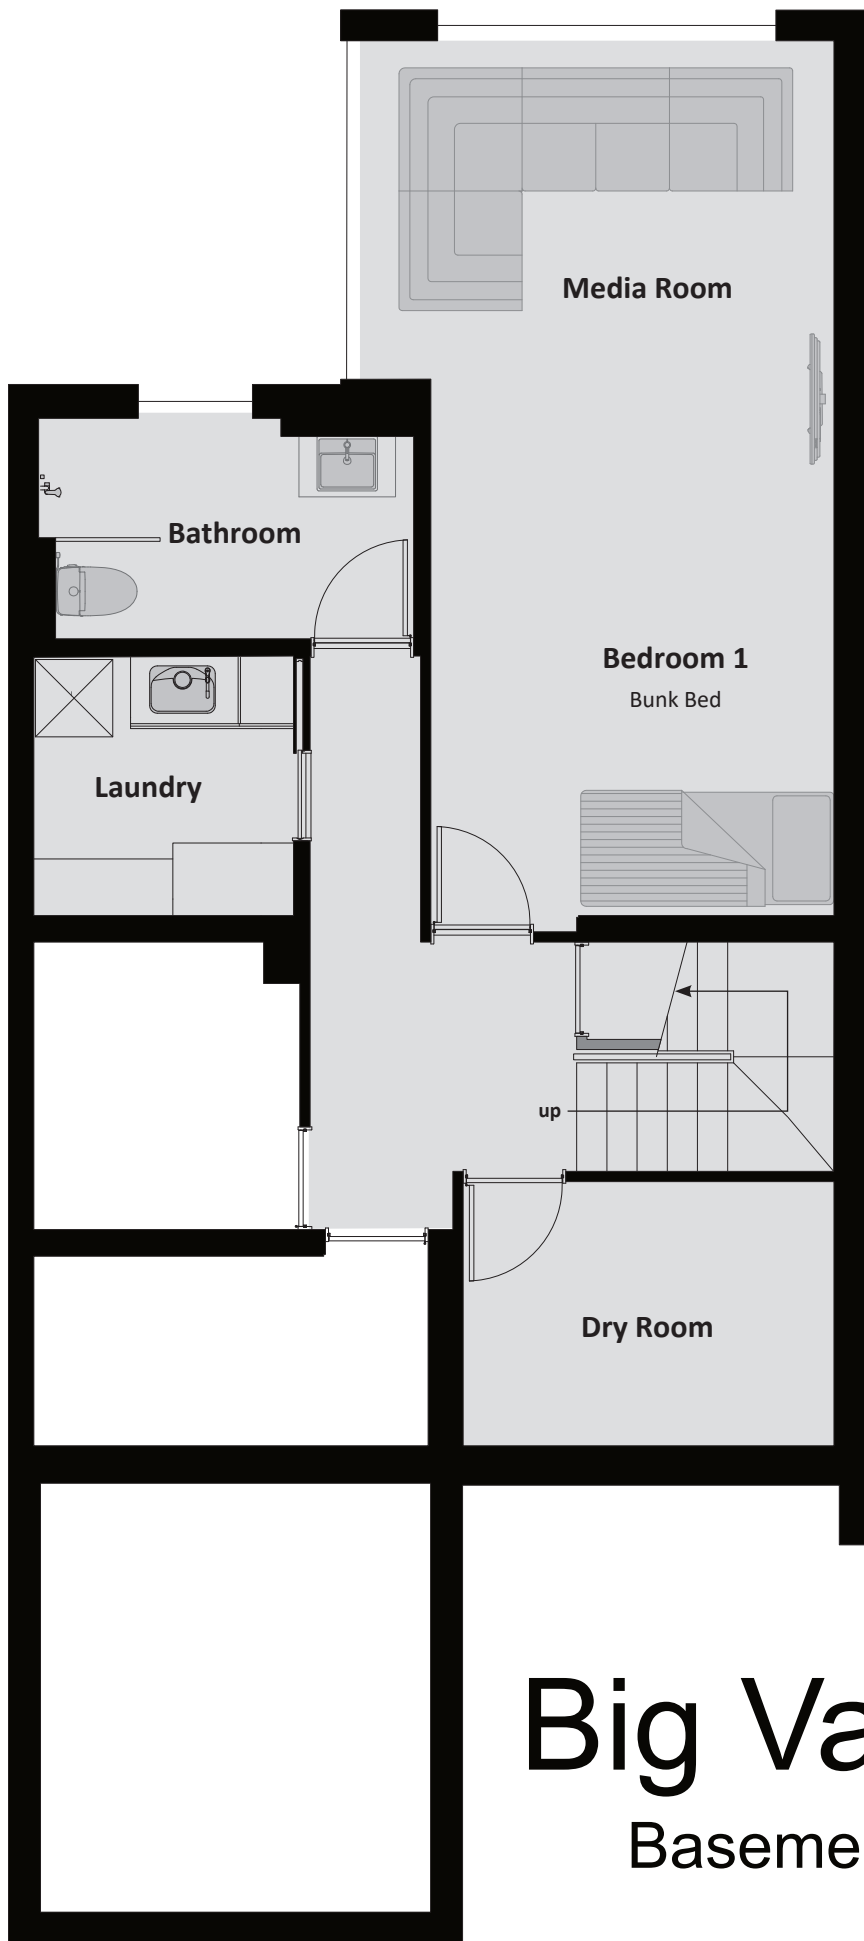 Media Room
Bathroom
Bedroom 1
Bunk Bed
Laundry
up
Dry Room
Big Va
Baseme